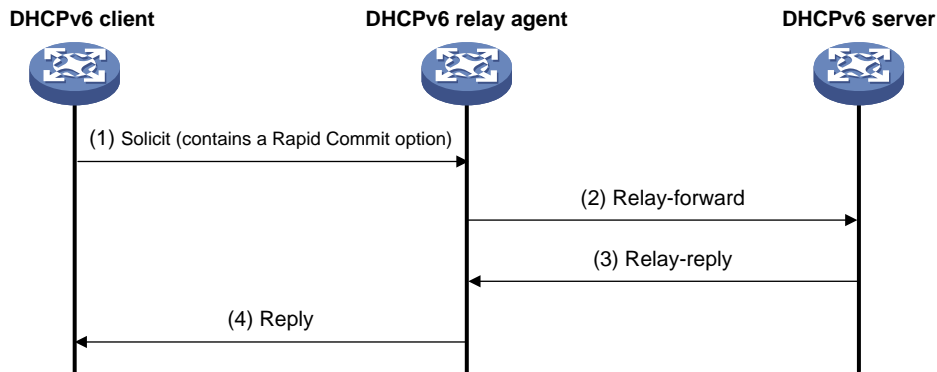 DHCPv6 client
DHCPv6 relay agent
DHCPv6 server
(1) Solicit (contains a Rapid Commit option)
(2) Relay-forward
(3) Relay-reply
(4) Reply